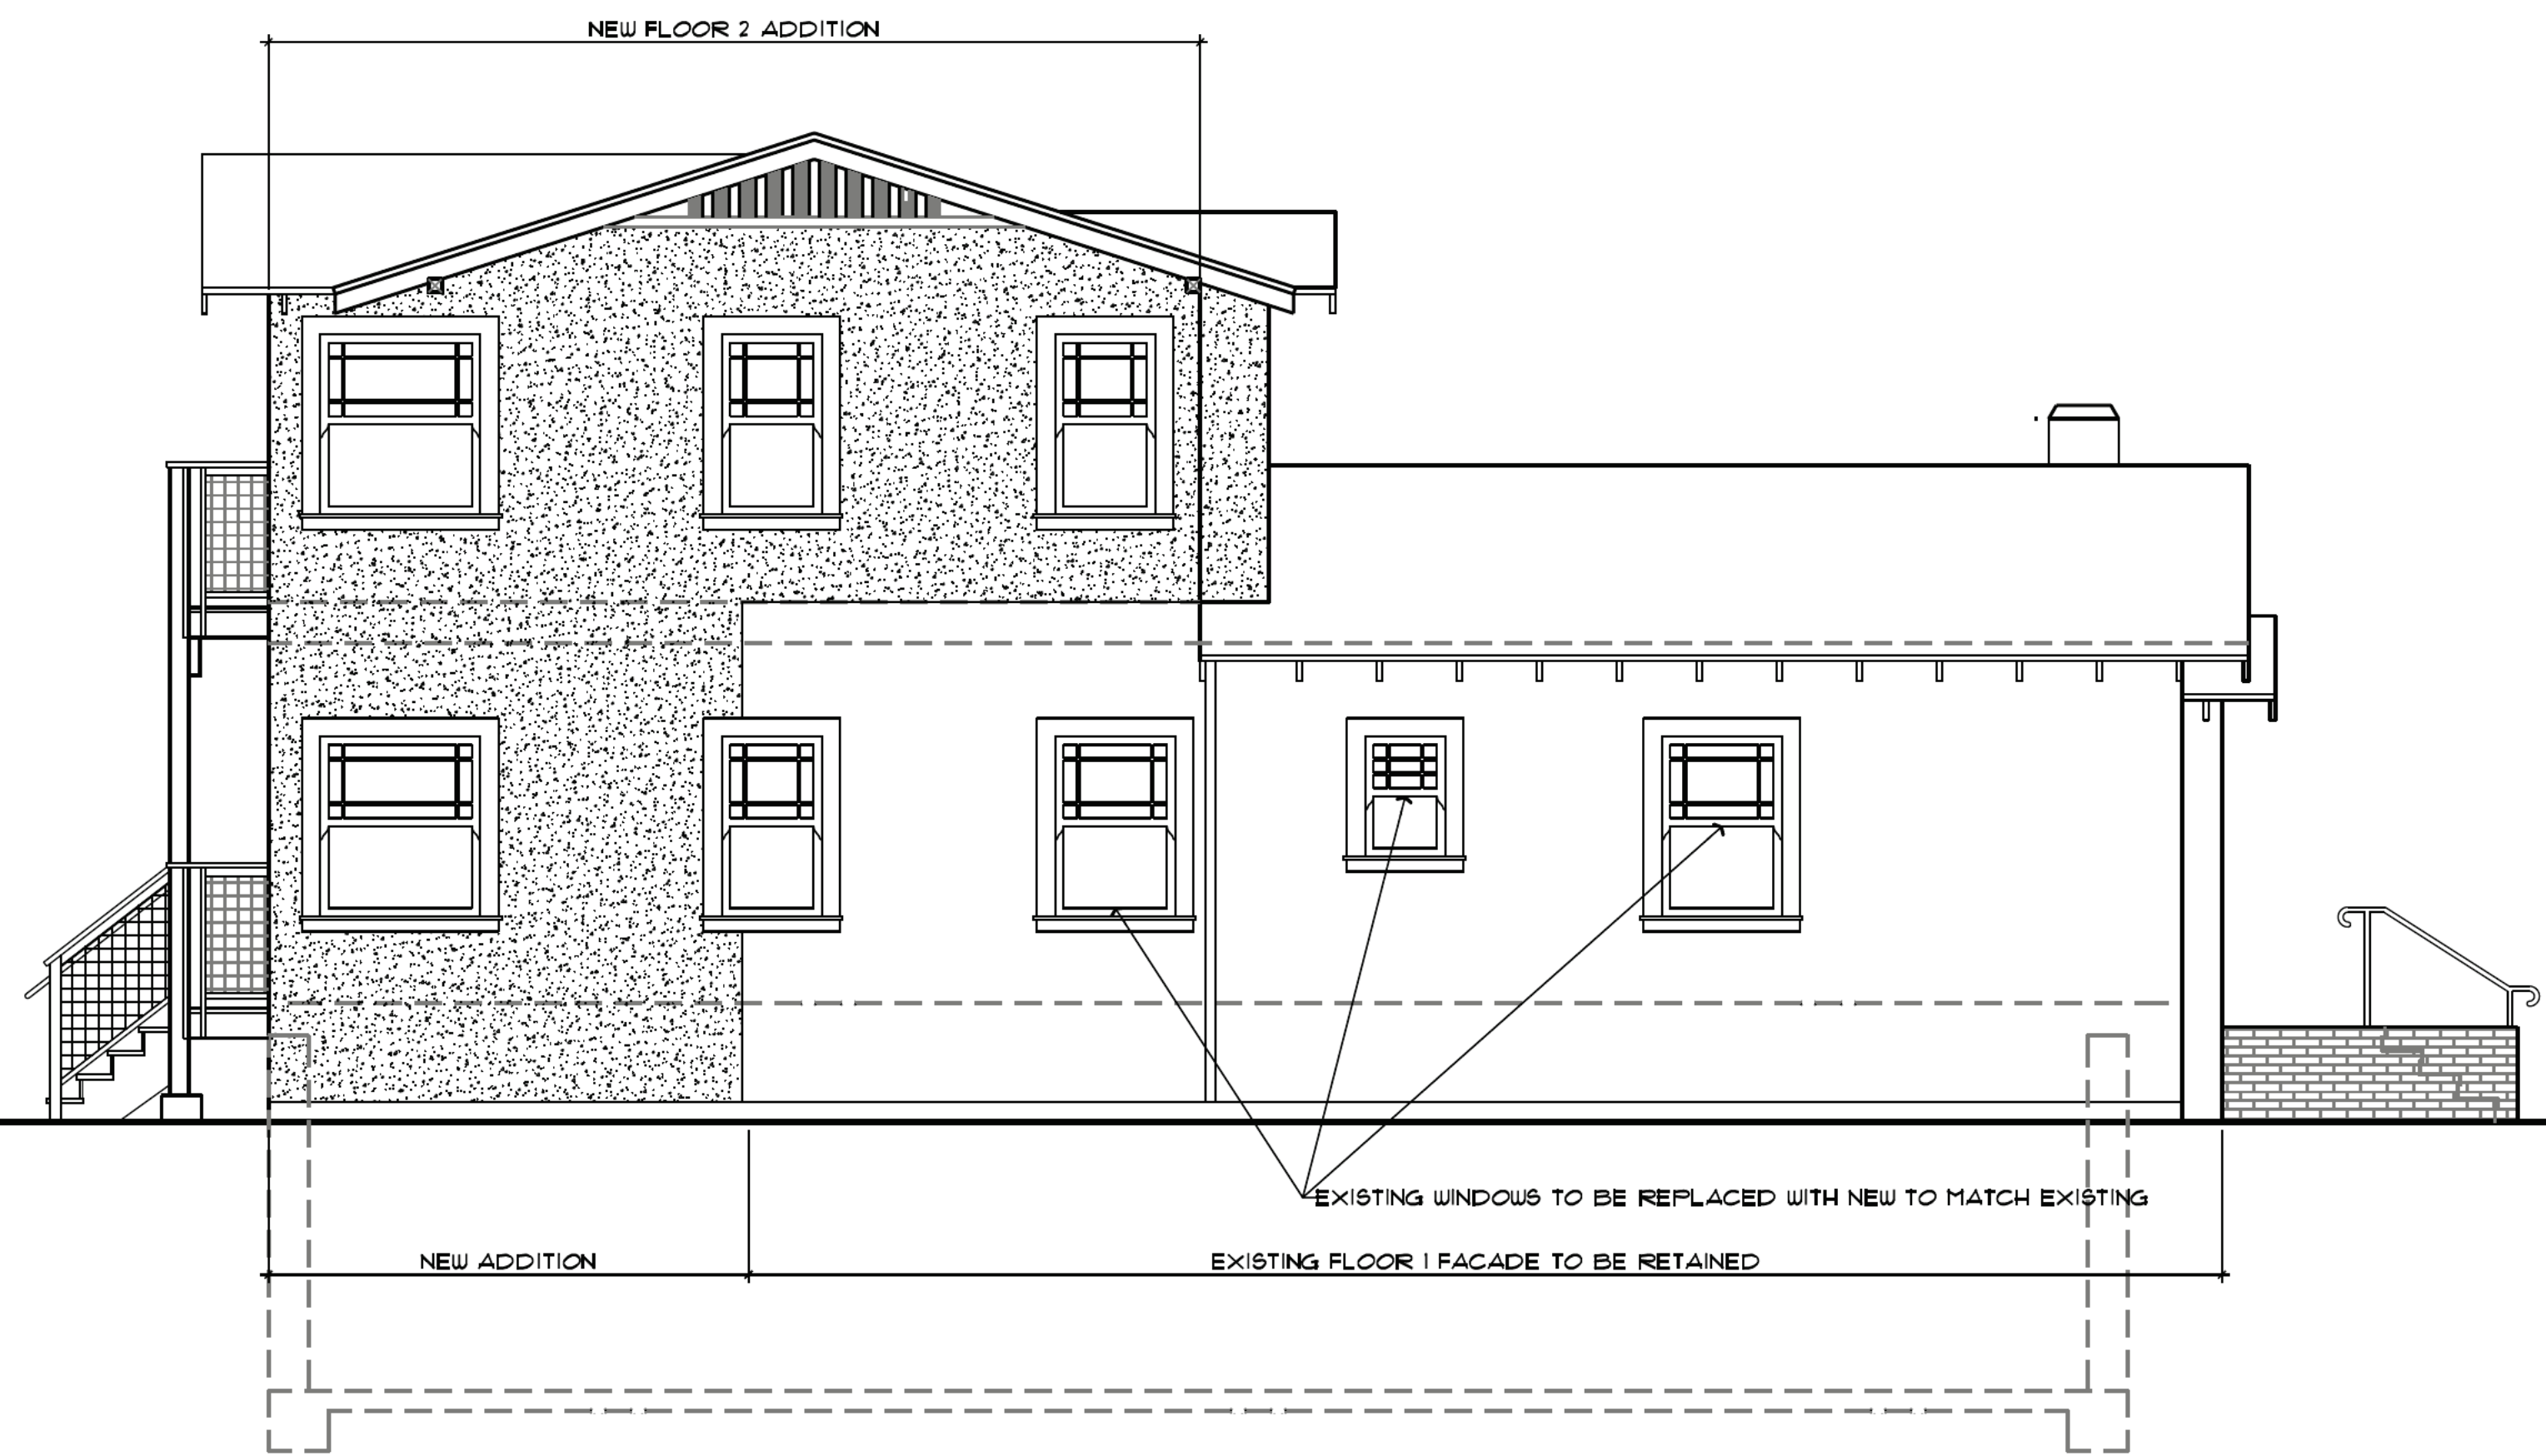 NEW FLOOR 2 ADDITION
EXISTING WINDOWS TO BE REPLACED WITH NEW TO MATCH EXISTING
NEW ADDITION
EXISTING FLOOR 1 FACADE TO BE RETAINED